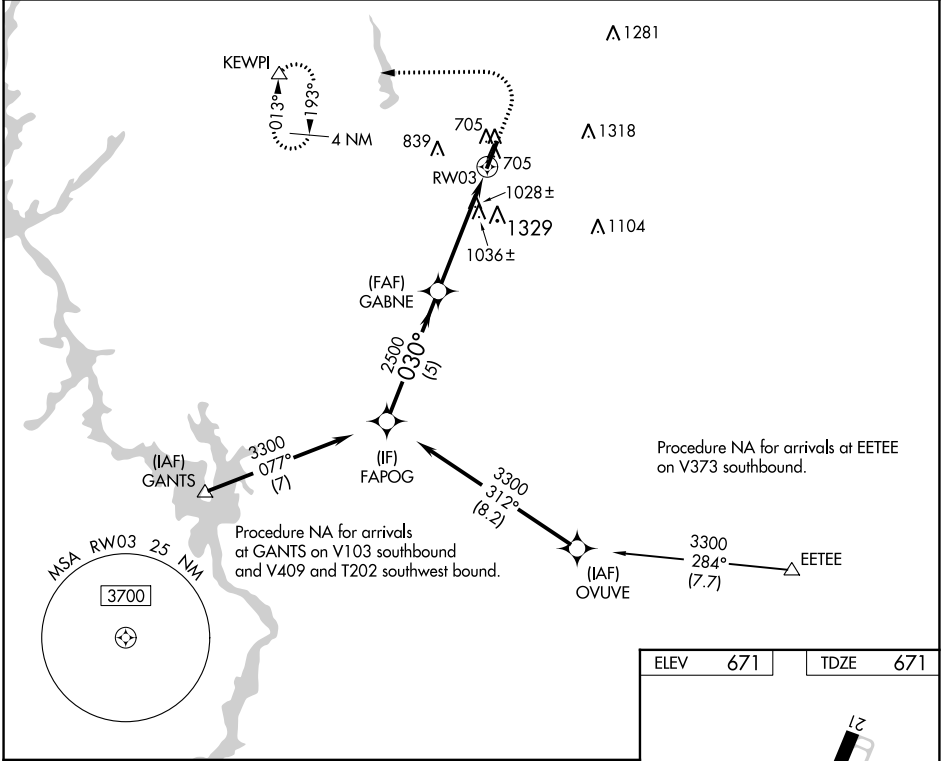 1281
KEWPI
013°
193°
4 NM
839
705
1318
705
RW03
1028±
1329
1104
1036±
(FAF)
GABNE
2500
030°
(5)
(IAF)
GANTS
3300
077°
(7)
(IF)
FAPOG
Procedure NA for arrivals at EETEE
on V373 southbound.
3300
312°
(8.2)
Procedure NA for arrivals
at GANTS on V103 southbound
and V409 and T202 southwest bound.
3300
284°
(7.7)
EETEE
(IAF)
OVUVE
MSA RW03 25 NM
3700
ELEV 671
TDZE 671
21